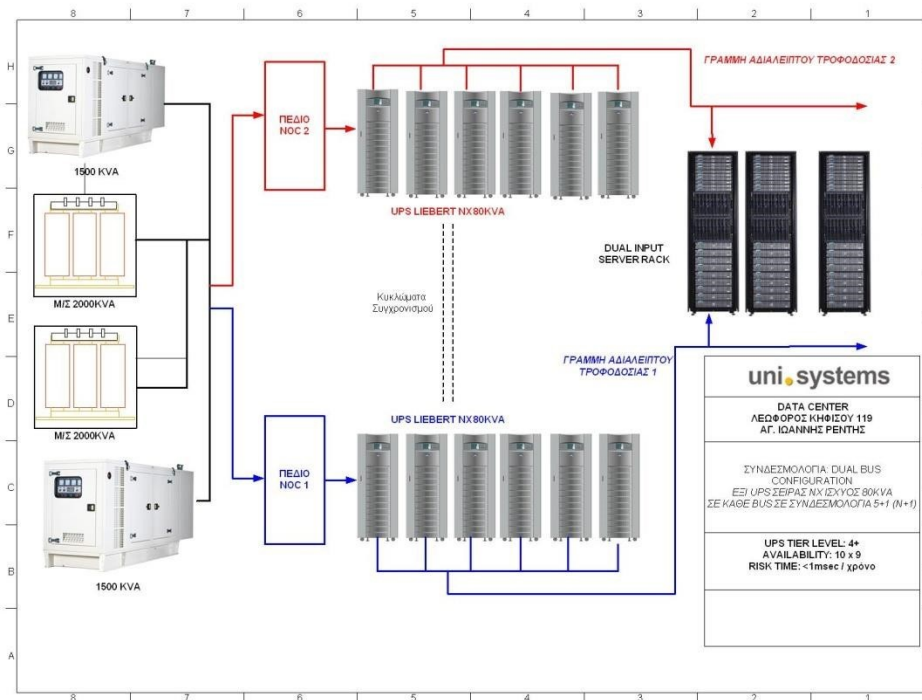 8 7 6 5 4 3 2 1
H
G
F
E
D
C
B
A
1500 KVA
Μ/Σ 2000KVA
Μ/Σ 2000KVA
1500 KVA
ΠΕΔΙΟ
NOC 2
UPS LIEBERT NX80KVA
ΓΡΑΜΜΗ ΑΔΙΑΛΕΙΠΤΟΥ ΤΡΟΦΟΔΟΣΙΑΣ 2
DUAL INPUT
SERVER RACK
Κυκλώματα
Συγχρονισμού
ΓΡΑΜΜΗ ΑΔΙΑΛΕΙΠΤΟΥ
ΤΡΟΦΟΔΟΣΙΑΣ 1
UPS LIEBERT NX80KVA
ΠΕΔΙΟ
NOC 1
uni.systems
DATA CENTER
ΛΕΩΦΟΡΟΣ ΚΗΦΙΣΟΥ 119
ΑΓ. ΙΩΑΝΝΗΣ ΡΕΝΤΗΣ
ΣΥΝΔΕΣΜΟΛΟΓΙΑ: DUAL BUS
CONFIGURATION
ΕΞΙ UPS ΣΕΙΡΑΣ NX ΙΣΧΥΟΣ 80KVA
ΣΕ ΚΑΘΕ BUS ΣΕ ΣΥΝΔΕΣΜΟΛΟΓΙΑ 5+1 (N+1)
UPS TIER LEVEL: 4+
AVAILABILITY: 10 x 9
RISK TIME: <1msec / χρόνο
8 7 6 5 4 3 2 1